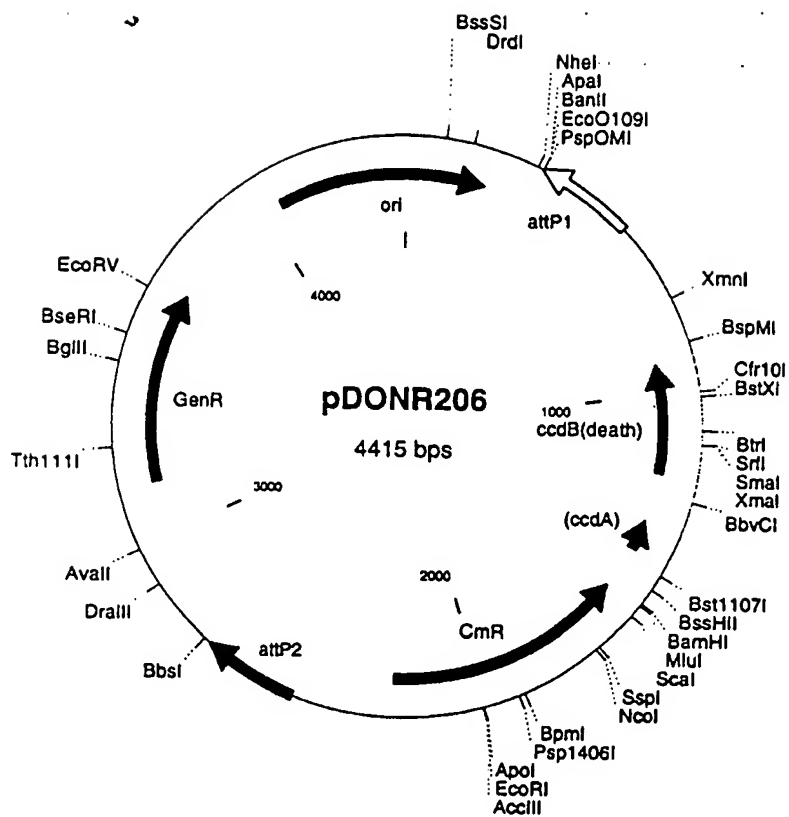 BssSI
DrdI
NheI
ApaI
BanII
EcoO109I
PspOMI
ori
attP1
EcoRV
4000
XmnI
BseRI
BspMI
BglII
Cfr10I
GenR
pDONR206
BstXI
1000
ccdB(death)
4415 bps
BtrI
Tth111I
SrfI
SmaI
3000
XmaI
(ccdA)
BbvCI
AvaII
2000
Bst1107I
DraIII
BssHII
CmR
BamHI
attP2
MluI
BbsI
ScaI
SspI
NcoI
BpmI
Psp1406I
ApoI
EcoRI
AccIII